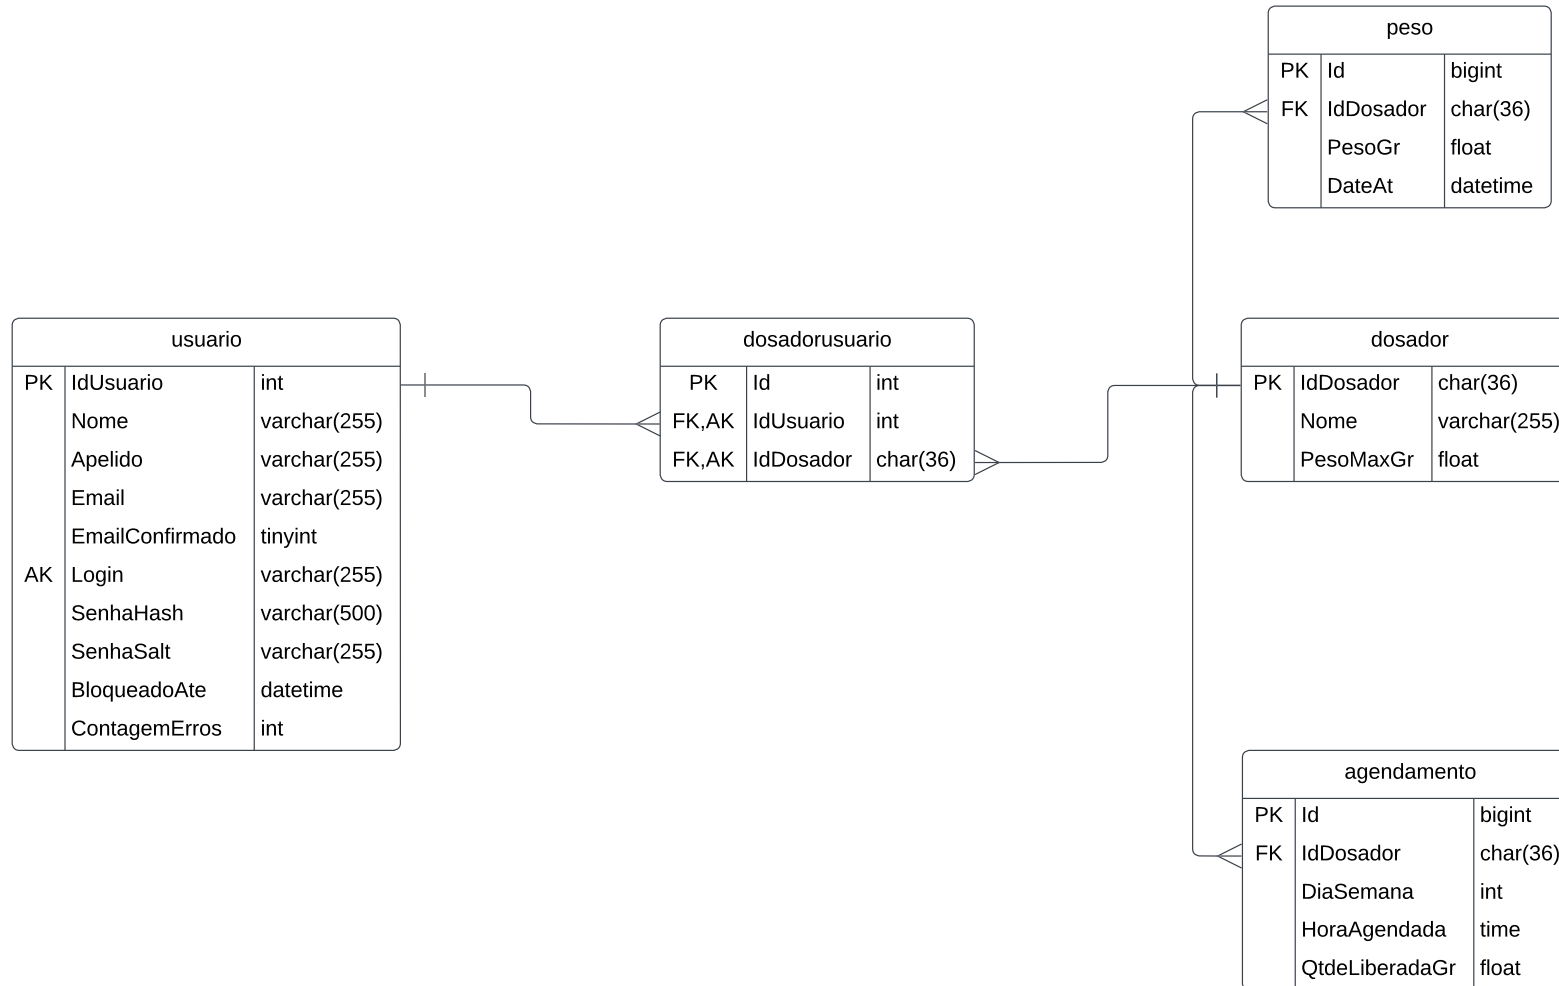 peso
PK Id bigint
FK IdDosador char(36)
PesoGr float
DateAt datetime
usuario
PK IdUsuario int
Nome varchar(255)
Apelido varchar(255)
Email varchar(255)
EmailConfirmado tinyint
AK Login varchar(255)
SenhaHash varchar(500)
SenhaSalt varchar(255)
BloqueadoAte datetime
ContagemErros int
dosadorusuario
PK Id int
FK,AK IdUsuario int
FK,AK IdDosador char(36)
dosador
PK IdDosador char(36)
Nome varchar(255)
PesoMaxGr float
agendamento
PK Id bigint
FK IdDosador char(36)
DiaSemana int
HoraAgendada time
QtdeLiberadaGr float